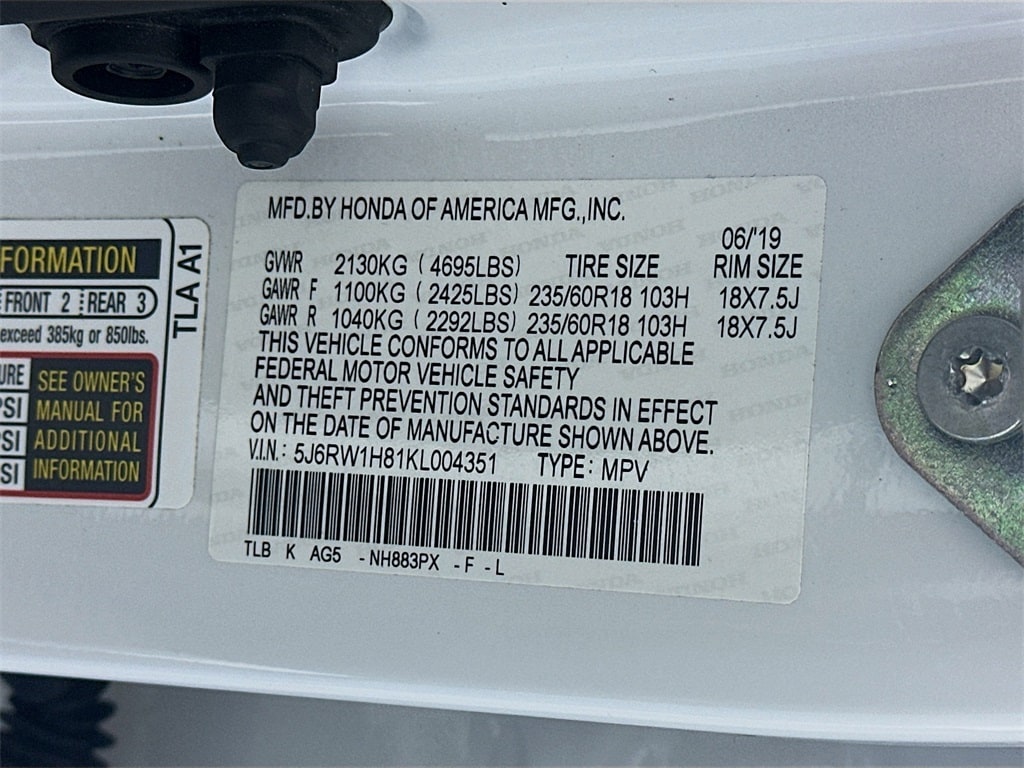 FORMATION
FRONT 2 REAR 3
exceed 385kg or 850lbs.
URE
PSI
PSI
SI
SEE OWNER'S
MANUAL FOR
ADDITIONAL
INFORMATION
TLA A1
MFD.BY HONDA OF AMERICA MFG.,INC.
06/'19
GVWR 2130KG (4695LBS) TIRE SIZE RIM SIZE
GAWR F 1100KG (2425LBS) 235/60R18 103H 18X7.5J
GAWR R 1040KG (2292LBS) 235/60R18 103H 18X7.5J
THIS VEHICLE CONFORMS TO ALL APPLICABLE
FEDERAL MOTOR VEHICLE SAFETY
AND THEFT PREVENTION STANDARDS IN EFFECT
ON THE DATE OF MANUFACTURE SHOWN ABOVE.
V.I.N.: 5J6RW1H81KL004351 TYPE: MPV
TLB K AG5 -NH883PX -F -L